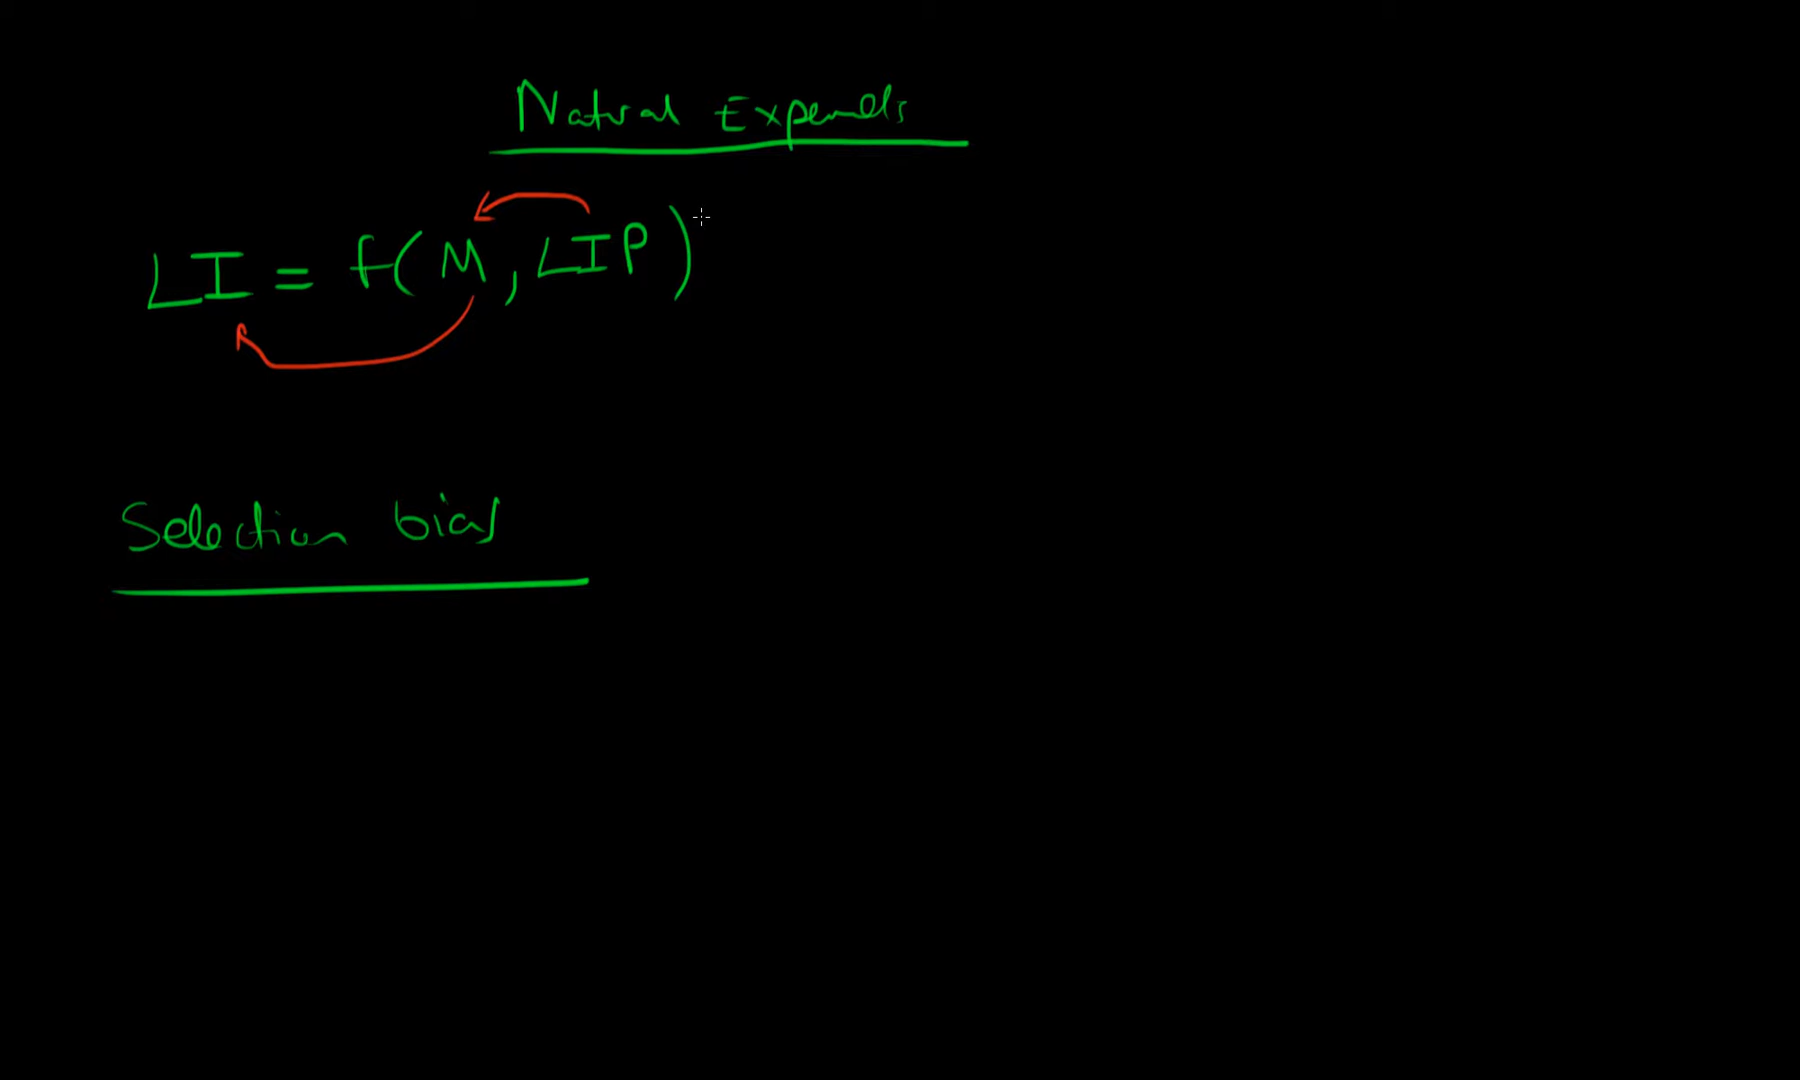 Natural Experiments
LI = f(M, LIP)
Selection bias